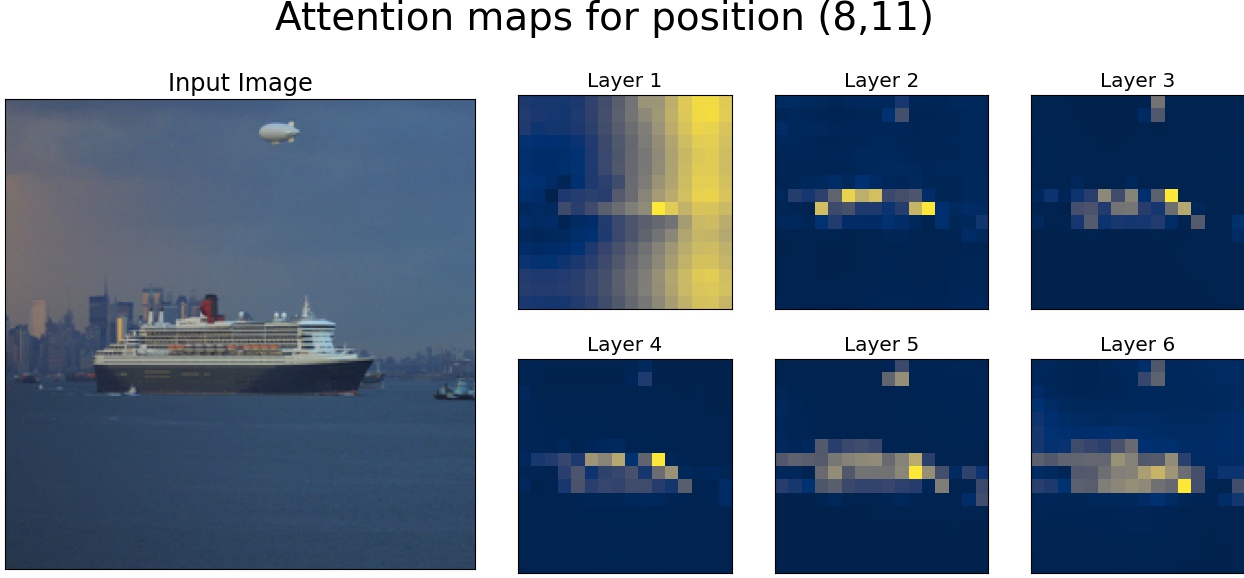 Attention maps for position (8,11)
Input Image
Layer 1
Layer 2
Layer 3
Layer 4
Layer 5
Layer 6